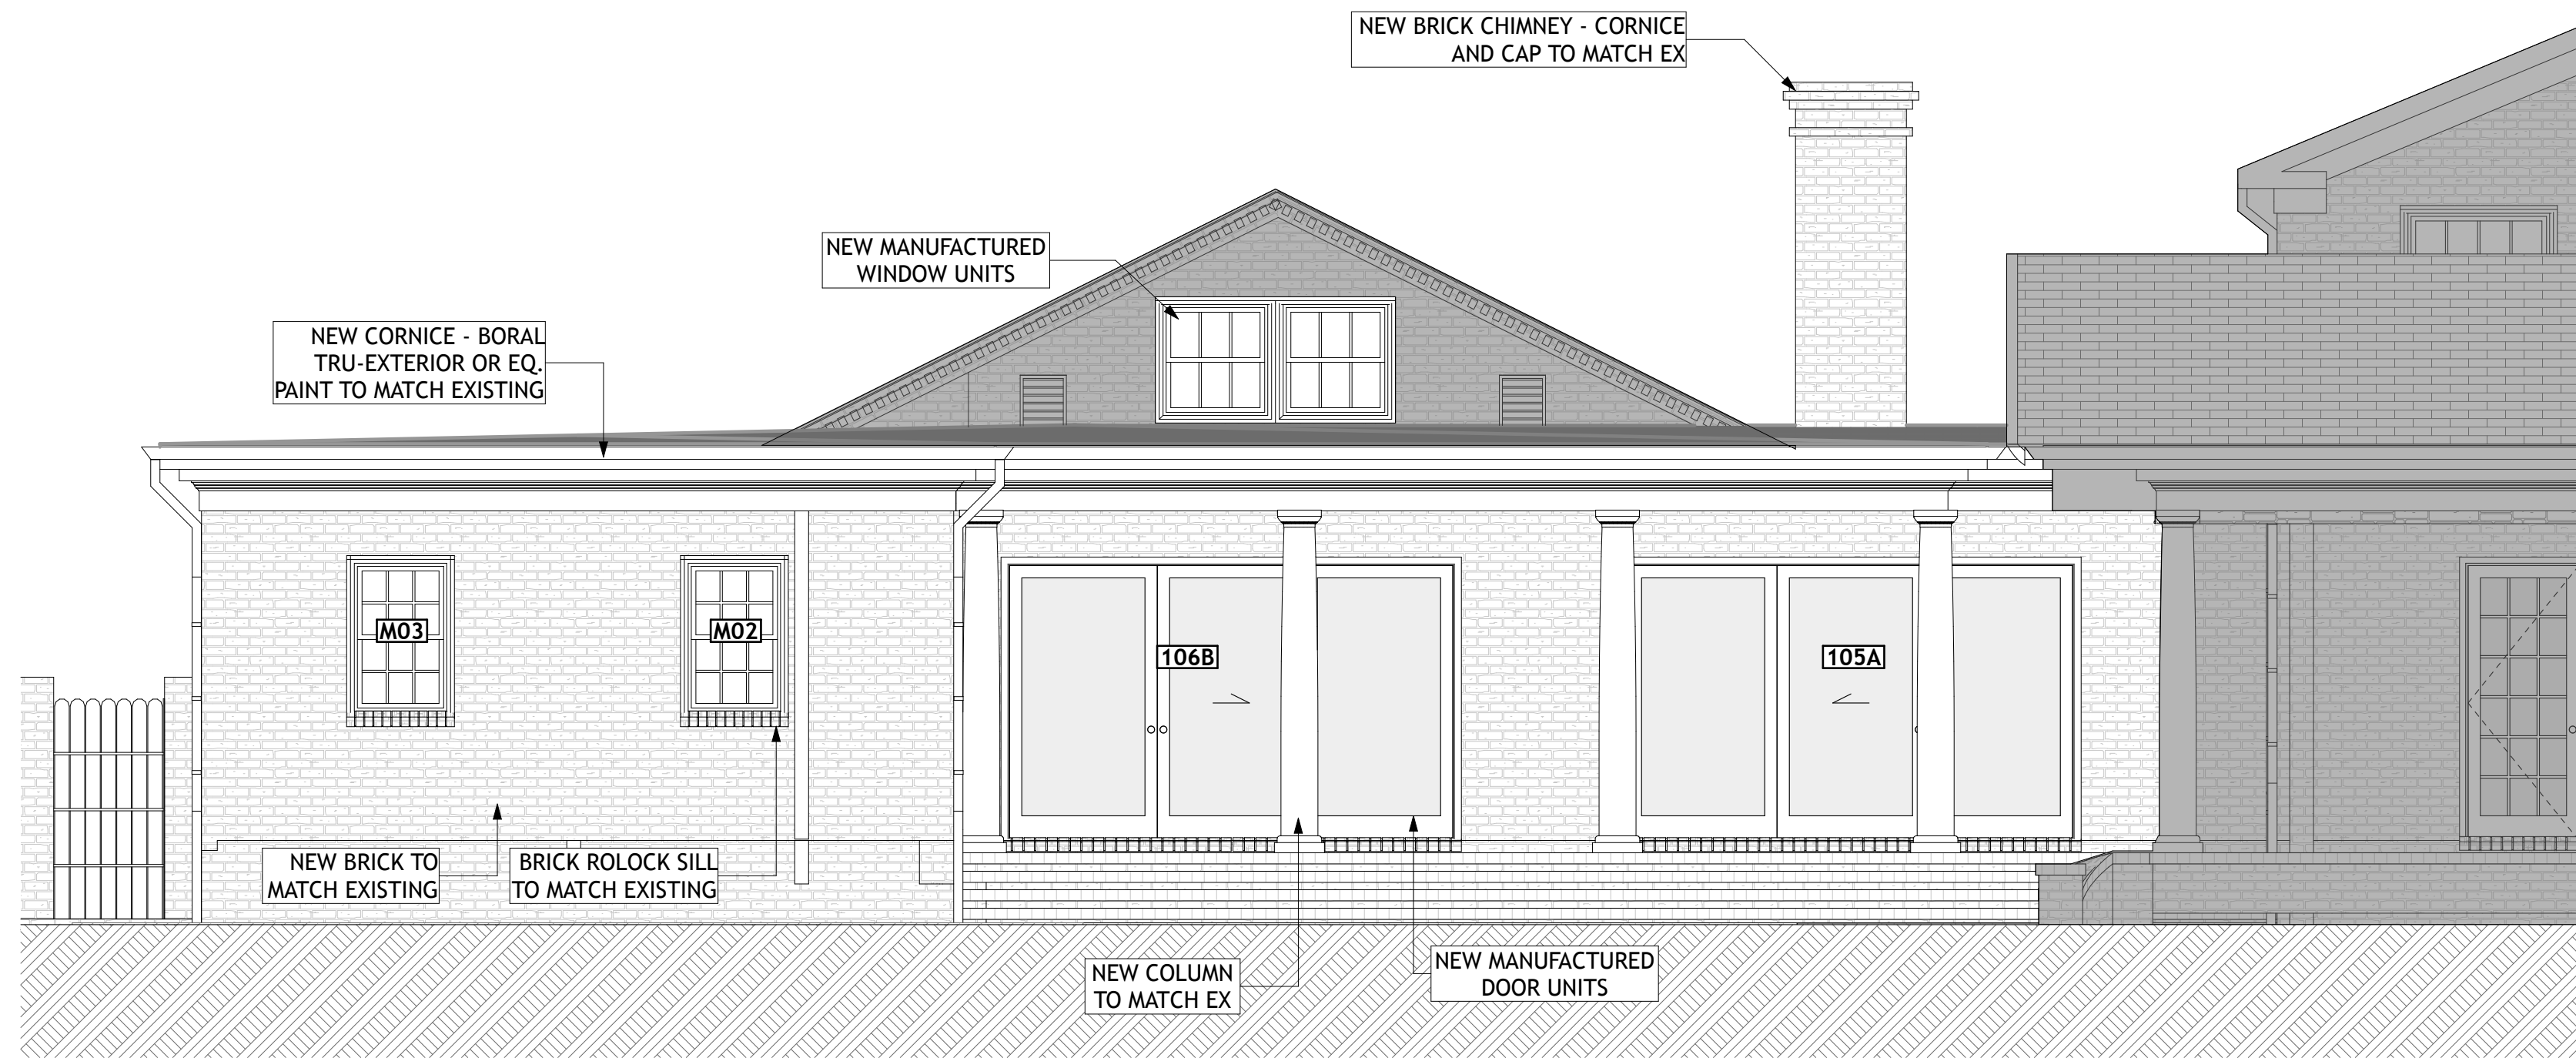 NEW BRICK CHIMNEY - CORNICE
AND CAP TO MATCH EX
NEW MANUFACTURED
WINDOW UNITS
NEW CORNICE - BORAL
TRU-EXTERIOR OR EQ.
PAINT TO MATCH EXISTING
M03
M02
106B
105A
NEW BRICK TO
MATCH EXISTING
BRICK ROLOCK SILL
TO MATCH EXISTING
NEW COLUMN
TO MATCH EX
NEW MANUFACTURED
DOOR UNITS